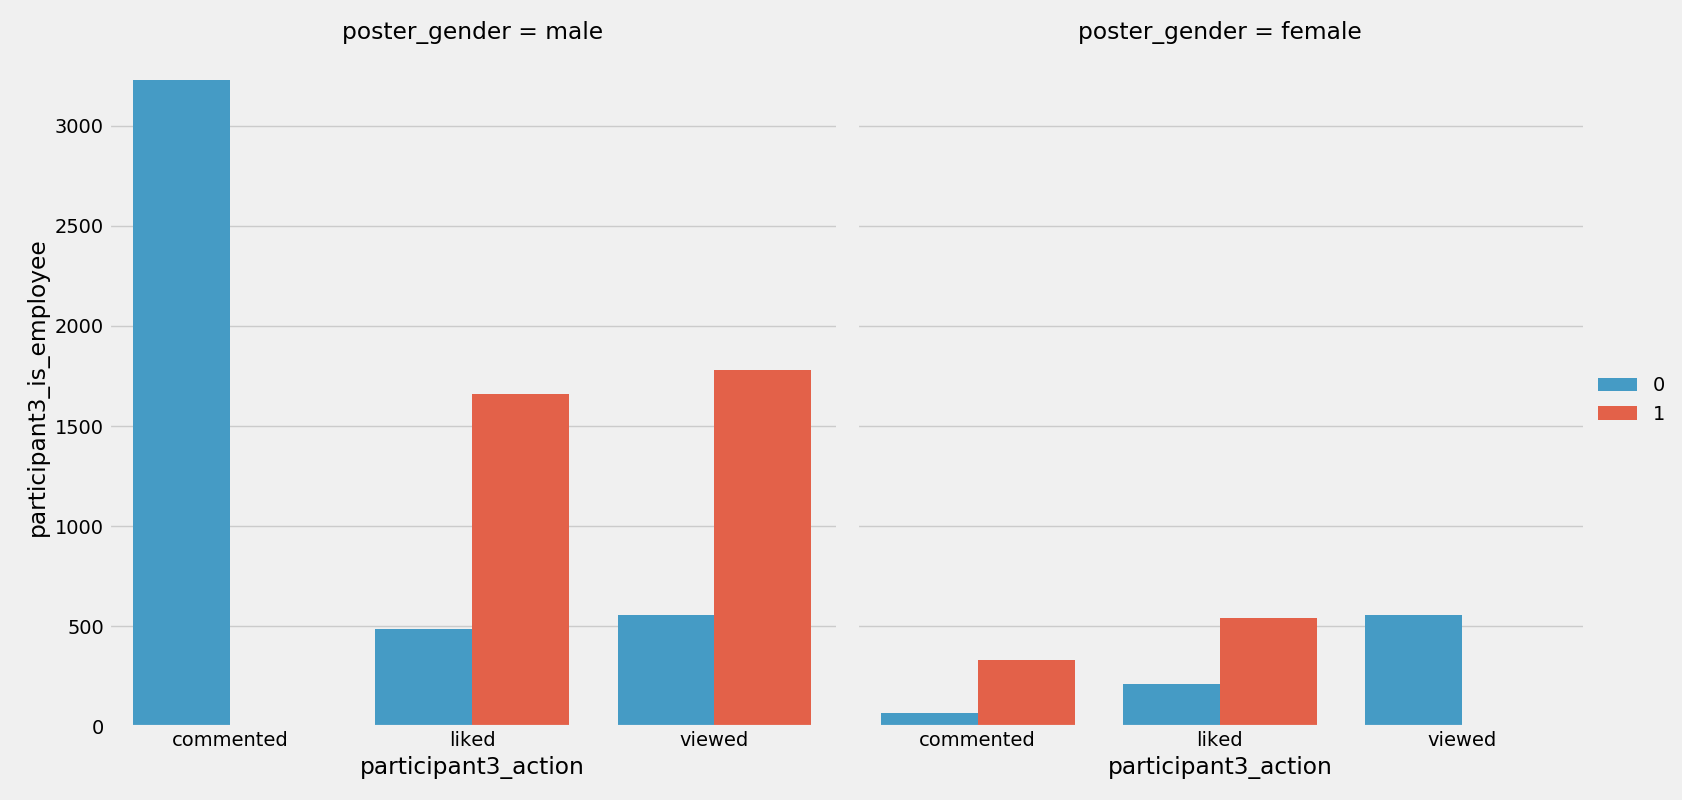 poster_gender = male
poster_gender = female
3000
2500
2000
1500
1000
500
0
participant3_is_employee
commented
liked
viewed
participant3_action
commented
liked
viewed
participant3_action
0
1